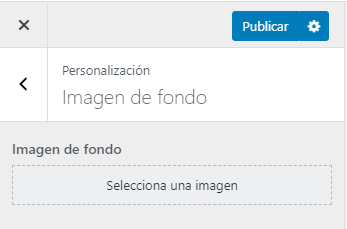 Publicar
Personalización
Imagen de fondo
Imagen de fondo
Selecciona una imagen